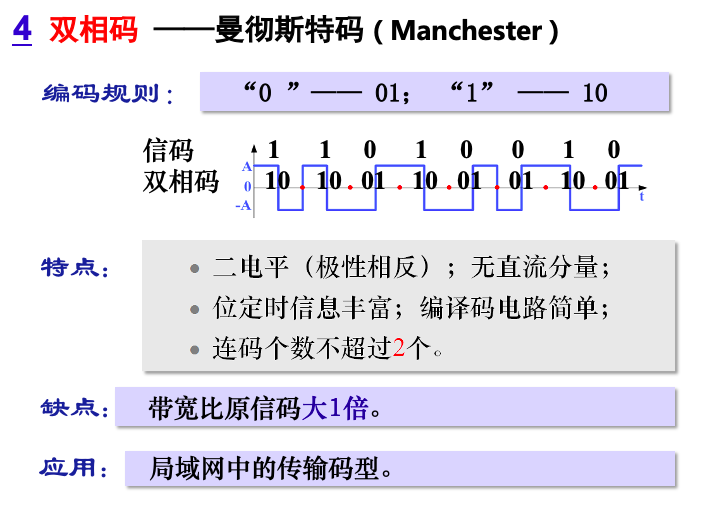 4 双相码 ——曼彻斯特码 ( Manchester )
编码规则： “0 ”—— 01； “1” —— 10
信码 1 1 0 1 0 0 1 0
A
双相码 10 10 01 10 01 01 10 01
0
-A
t
特点： • 二电平（极性相反）；无直流分量；
• 位定时信息丰富；编译码电路简单；
• 连码个数不超过2个。
缺点： 带宽比原信码大1倍。
应用： 局域网中的传输码型。